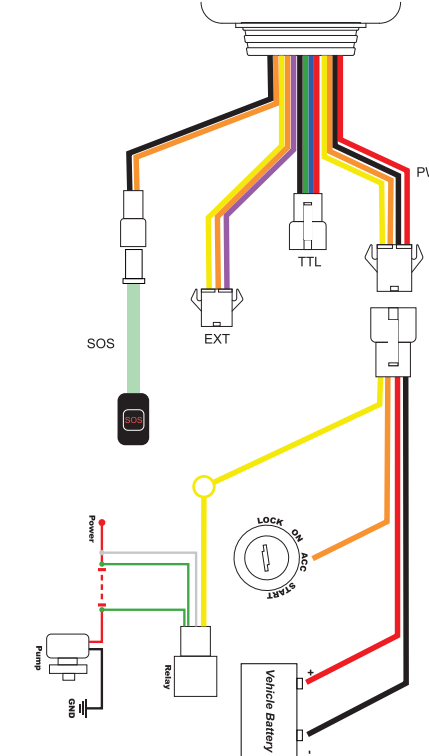 PW
TTL
EXT
SOS
SOS
LOCK
ON
ACC
START
Power
Relay
Pump
GND
Vehicle Battery
+
-